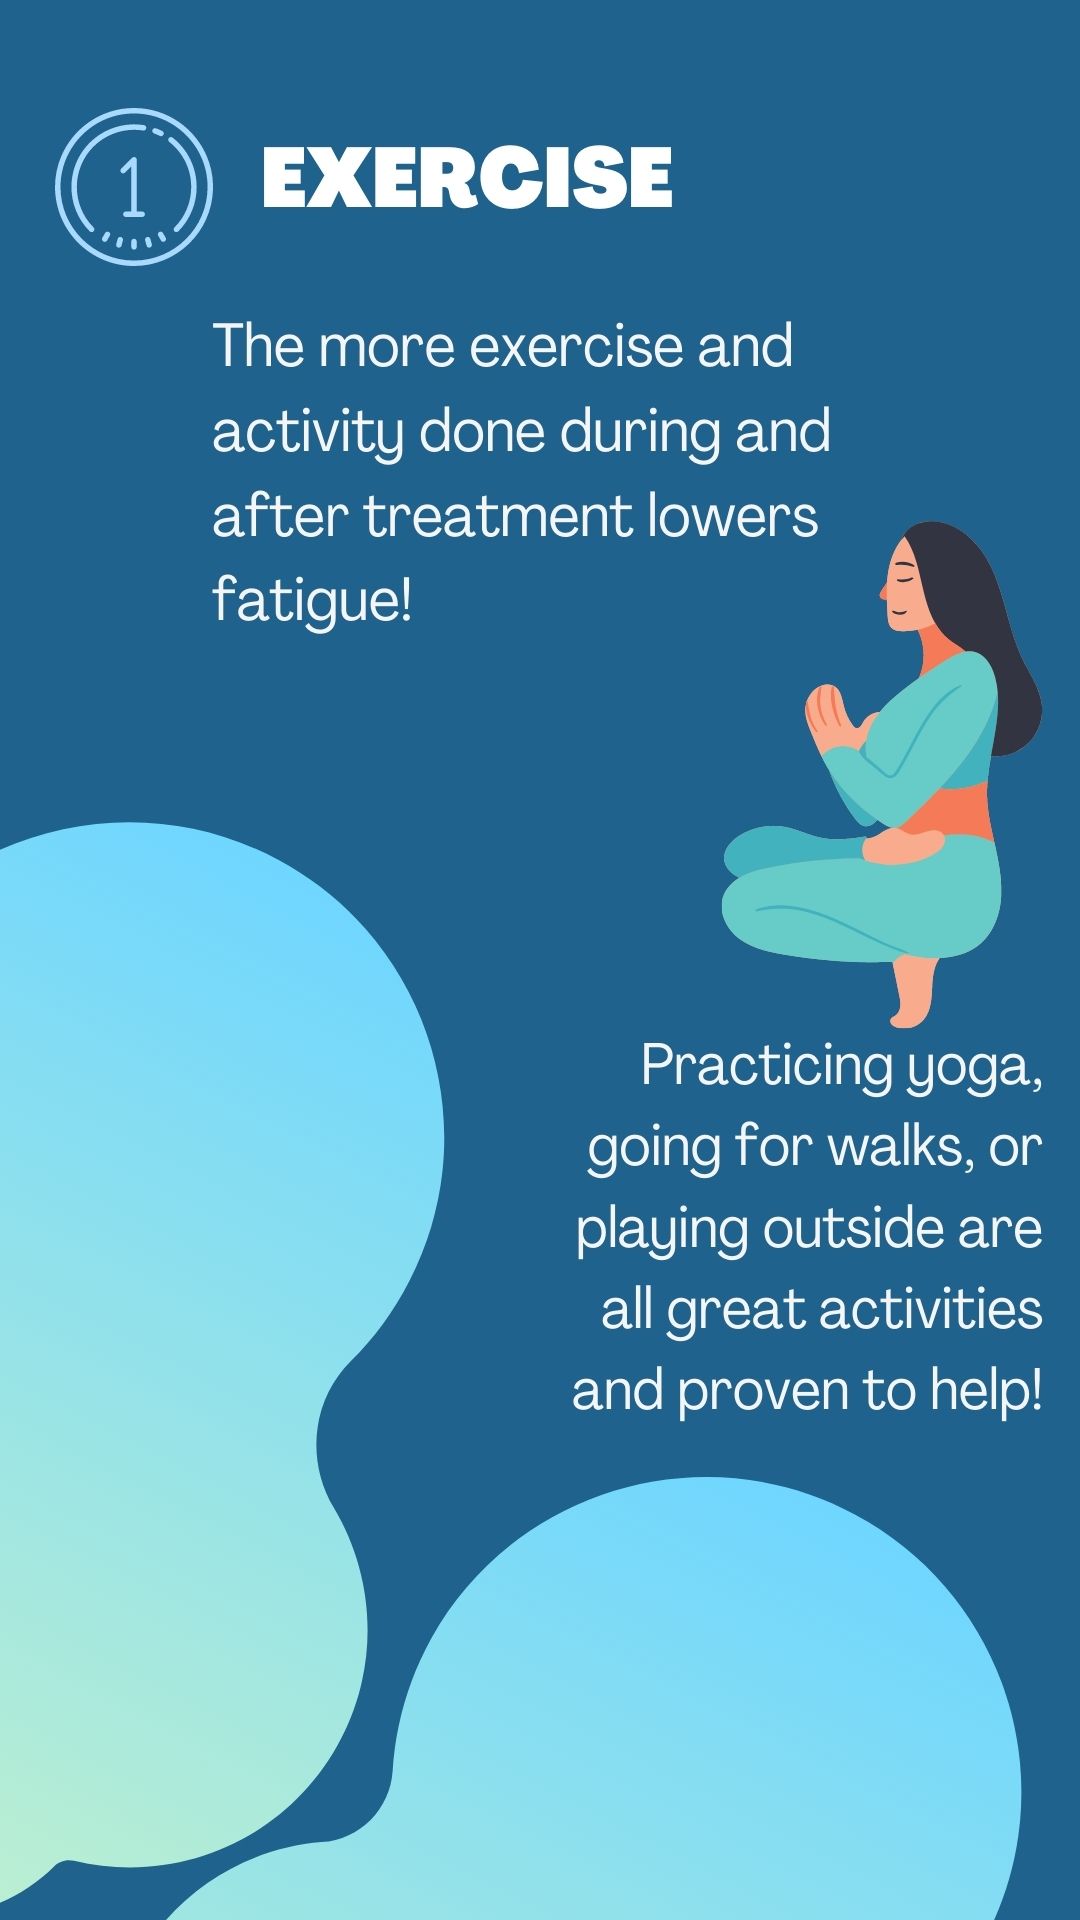 1
EXERCISE
The more exercise and
activity done during and
after treatment lowers
fatigue!
Practicing yoga,
going for walks, or
playing outside are
all great activities
and proven to help!